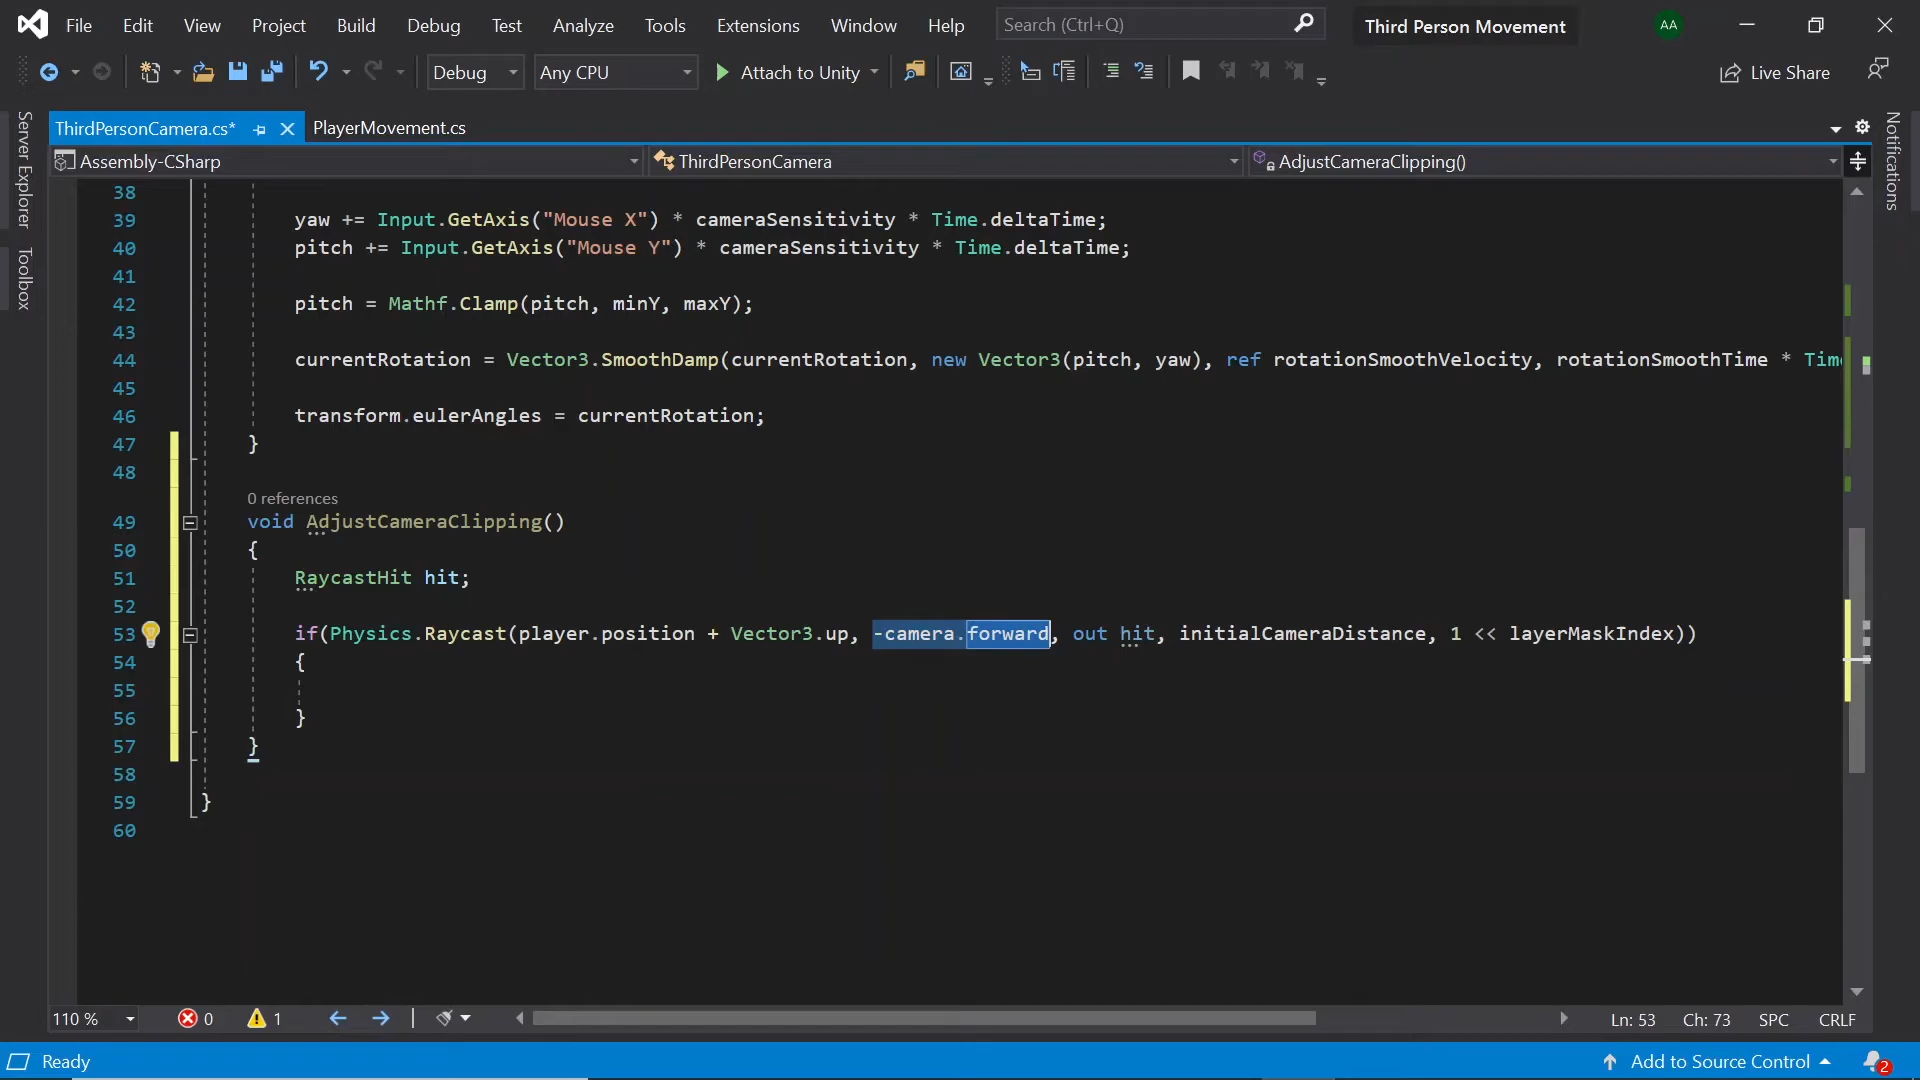 File Edit View Project Build Debug Test Analyze Tools Extensions Window Help Search (Ctrl+Q) Third Person Movement AA
Debug Any CPU Attach to Unity Live Share
Server Explorer
Toolbox
Notifications
ThirdPersonCamera.cs* PlayerMovement.cs
Assembly-CSharp ThirdPersonCamera AdjustCameraClipping()
38
39 yaw += Input.GetAxis("Mouse X") * cameraSensitivity * Time.deltaTime;
40 pitch += Input.GetAxis("Mouse Y") * cameraSensitivity * Time.deltaTime;
41
42 pitch = Mathf.Clamp(pitch, minY, maxY);
43
44 currentRotation = Vector3.SmoothDamp(currentRotation, new Vector3(pitch, yaw), ref rotationSmoothVelocity, rotationSmoothTime * Tim
45
46 transform.eulerAngles = currentRotation;
47 }
48
0 references
49 void AdjustCameraClipping()
50 {
51 RaycastHit hit;
52
53 if(Physics.Raycast(player.position + Vector3.up, -camera.forward, out hit, initialCameraDistance, 1 << layerMaskIndex))
54 {
55
56 }
57 }
58
59 }
60
110 % 0 1 Ln: 53 Ch: 73 SPC CRLF
Ready Add to Source Control 2